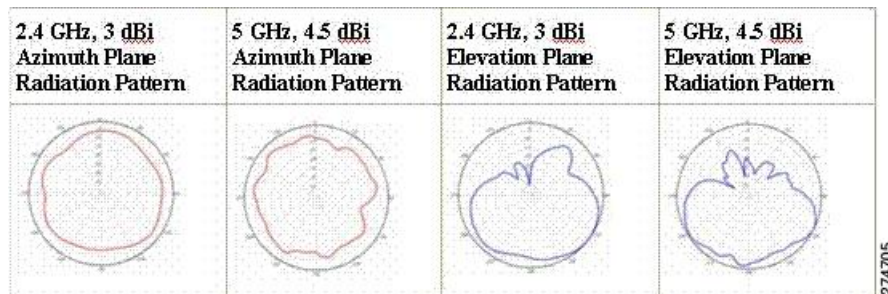 2.4 GHz, 3 dBi
Azimuth Plane
Radiation Pattern
5 GHz, 4.5 dBi
Azimuth Plane
Radiation Pattern
2.4 GHz, 3 dBi
Elevation Plane
Radiation Pattern
5 GHz, 4.5 dBi
Elevation Plane
Radiation Pattern
274705